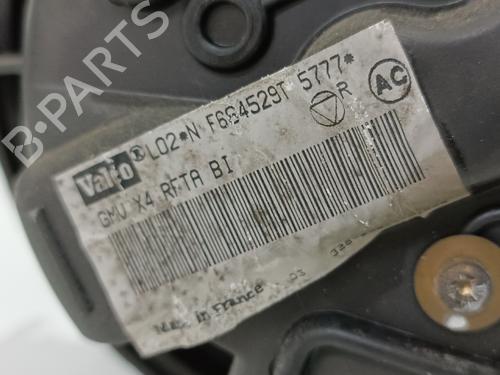 Valeo® L02*N F664529T 5777* R AC
GMV X4 RFTA BI
Made in France
B-PARTS